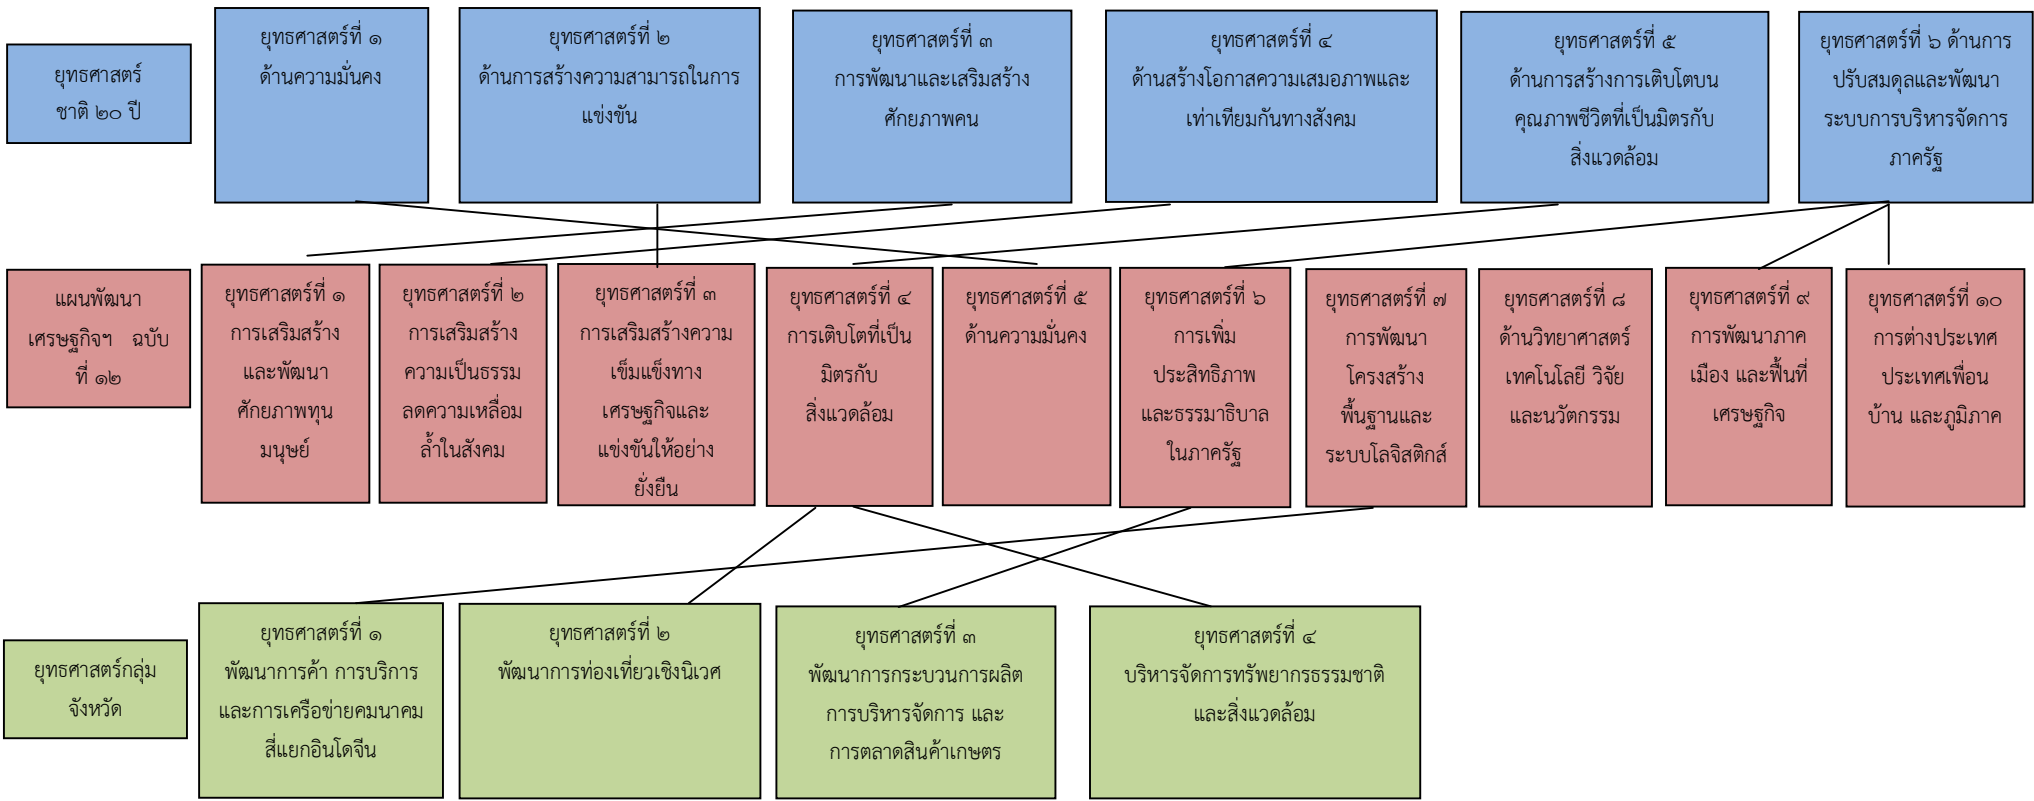 ยุทธศาสตร์
ชาติ ๒๐ ปี
ยุทธศาสตร์ที่ ๑
ด้านความมั่นคง
ยุทธศาสตร์ที่ ๒
ด้านการสร้างความสามารถในการ
แข่งขัน
ยุทธศาสตร์ที่ ๓
การพัฒนาและเสริมสร้าง
ศักยภาพคน
ยุทธศาสตร์ที่ ๔
ด้านสร้างโอกาสความเสมอภาพและ
เท่าเทียมกันทางสังคม
ยุทธศาสตร์ที่ ๕
ด้านการสร้างการเติบโตบน
คุณภาพชีวิตที่เป็นมิตรกับ
สิ่งแวดล้อม
ยุทธศาสตร์ที่ ๖ ด้านการ
ปรับสมดุลและพัฒนา
ระบบการบริหารจัดการ
ภาครัฐ
แผนพัฒนา
เศรษฐกิจฯ ฉบับ
ที่ ๑๒
ยุทธศาสตร์ที่ ๑
การเสริมสร้าง
และพัฒนา
ศักยภาพทุน
มนุษย์
ยุทธศาสตร์ที่ ๒
การเสริมสร้าง
ความเป็นธรรม
ลดความเหลื่อม
ล้ำในสังคม
ยุทธศาสตร์ที่ ๓
การเสริมสร้างความ
เข็มแข็งทาง
เศรษฐกิจและ
แข่งขันให้อย่าง
ยั่งยืน
ยุทธศาสตร์ที่ ๔
การเติบโตที่เป็น
มิตรกับ
สิ่งแวดล้อม
ยุทธศาสตร์ที่ ๕
ด้านความมั่นคง
ยุทธศาสตร์ที่ ๖
การเพิ่ม
ประสิทธิภาพ
และธรรมาธิบาล
ในภาครัฐ
ยุทธศาสตร์ที่ ๗
การพัฒนา
โครงสร้าง
พื้นฐานและ
ระบบโลจิสติกส์
ยุทธศาสตร์ที่ ๘
ด้านวิทยาศาสตร์
เทคโนโลยี วิจัย
และนวัตกรรม
ยุทธศาสตร์ที่ ๙
การพัฒนาภาค
เมือง และฟื้นที่
เศรษฐกิจ
ยุทธศาสตร์ที่ ๑๐
การต่างประเทศ
ประเทศเพื่อน
บ้าน และภูมิภาค
ยุทธศาสตร์กลุ่ม
จังหวัด
ยุทธศาสตร์ที่ ๑
พัฒนาการค้า การบริการ
และการเครือข่ายคมนาคม
สี่แยกอินโดจีน
ยุทธศาสตร์ที่ ๒
พัฒนาการท่องเที่ยวเชิงนิเวศ
ยุทธศาสตร์ที่ ๓
พัฒนาการกระบวนการผลิต
การบริหารจัดการ และ
การตลาดสินค้าเกษตร
ยุทธศาสตร์ที่ ๔
บริหารจัดการทรัพยากรธรรมชาติ
และสิ่งแวดล้อม